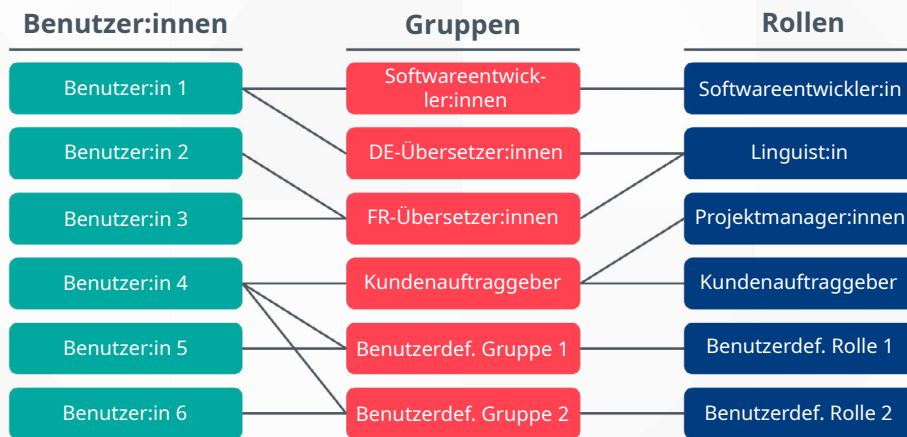 Benutzer:innen
Gruppen
Rollen
Benutzer:in 1
Softwareentwick-
ler:innen
Softwareentwickler:in
Benutzer:in 2
DE-Übersetzer:innen
Linguist:in
Benutzer:in 3
FR-Übersetzer:innen
Projektmanager:innen
Benutzer:in 4
Kundenauftraggeber
Kundenauftraggeber
Benutzer:in 5
Benutzerdef. Gruppe 1
Benutzerdef. Rolle 1
Benutzer:in 6
Benutzerdef. Gruppe 2
Benutzerdef. Rolle 2